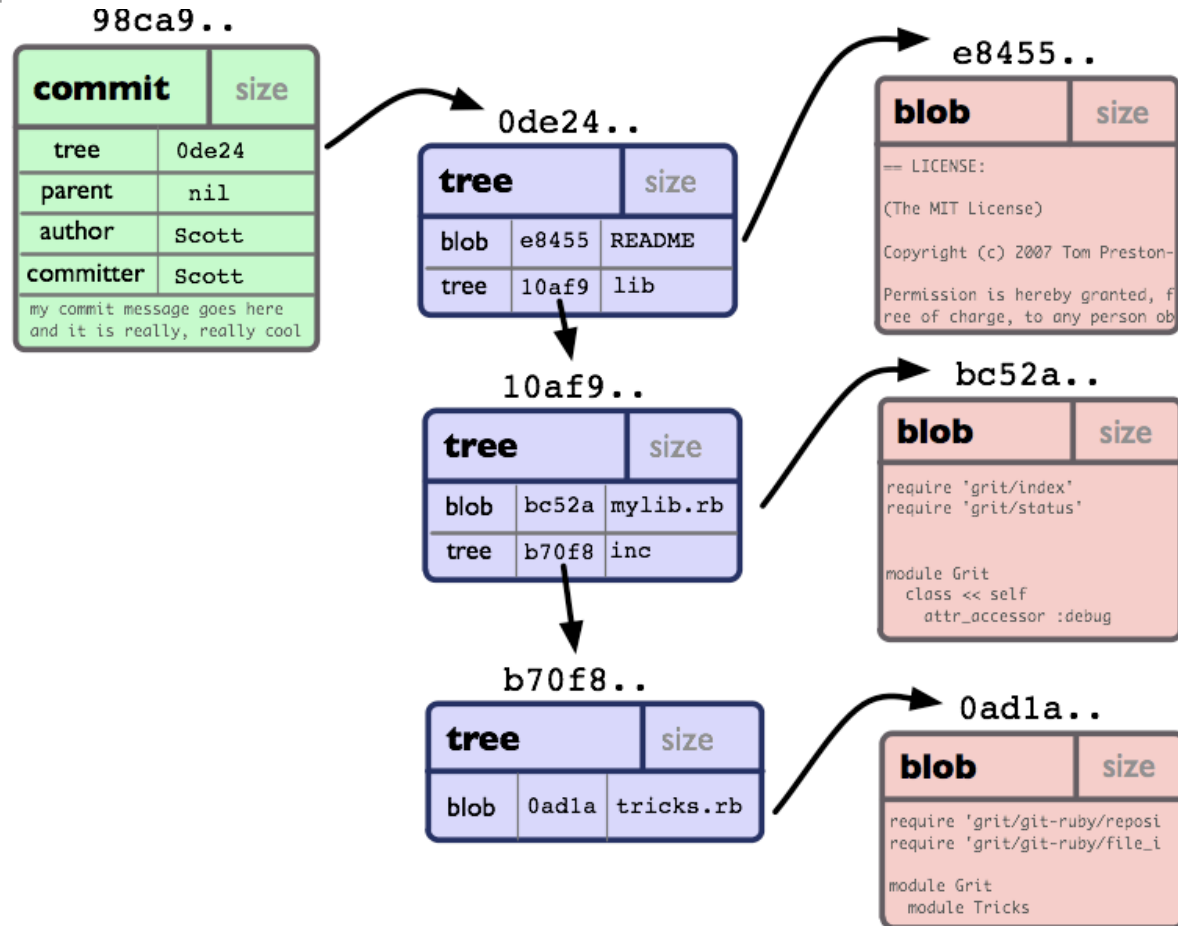 98ca9..
commit size
tree 0de24
parent nil
author Scott
committer Scott
my commit message goes here
and it is really, really cool
0de24..
tree size
blob e8455 README
tree 10af9 lib
10af9..
tree size
blob bc52a mylib.rb
tree b70f8 inc
b70f8..
tree size
blob 0ad1a tricks.rb
e8455..
blob size
== LICENSE:
(The MIT License)
Copyright (c) 2007 Tom Preston-
Permission is hereby granted, f
ree of charge, to any person ob
bc52a..
blob size
require 'grit/index'
require 'grit/status'
module Grit
class << self
attr_accessor :debug
0ad1a..
blob size
require 'grit/git-ruby/reposi
require 'grit/git-ruby/file_i
module Grit
module Tricks